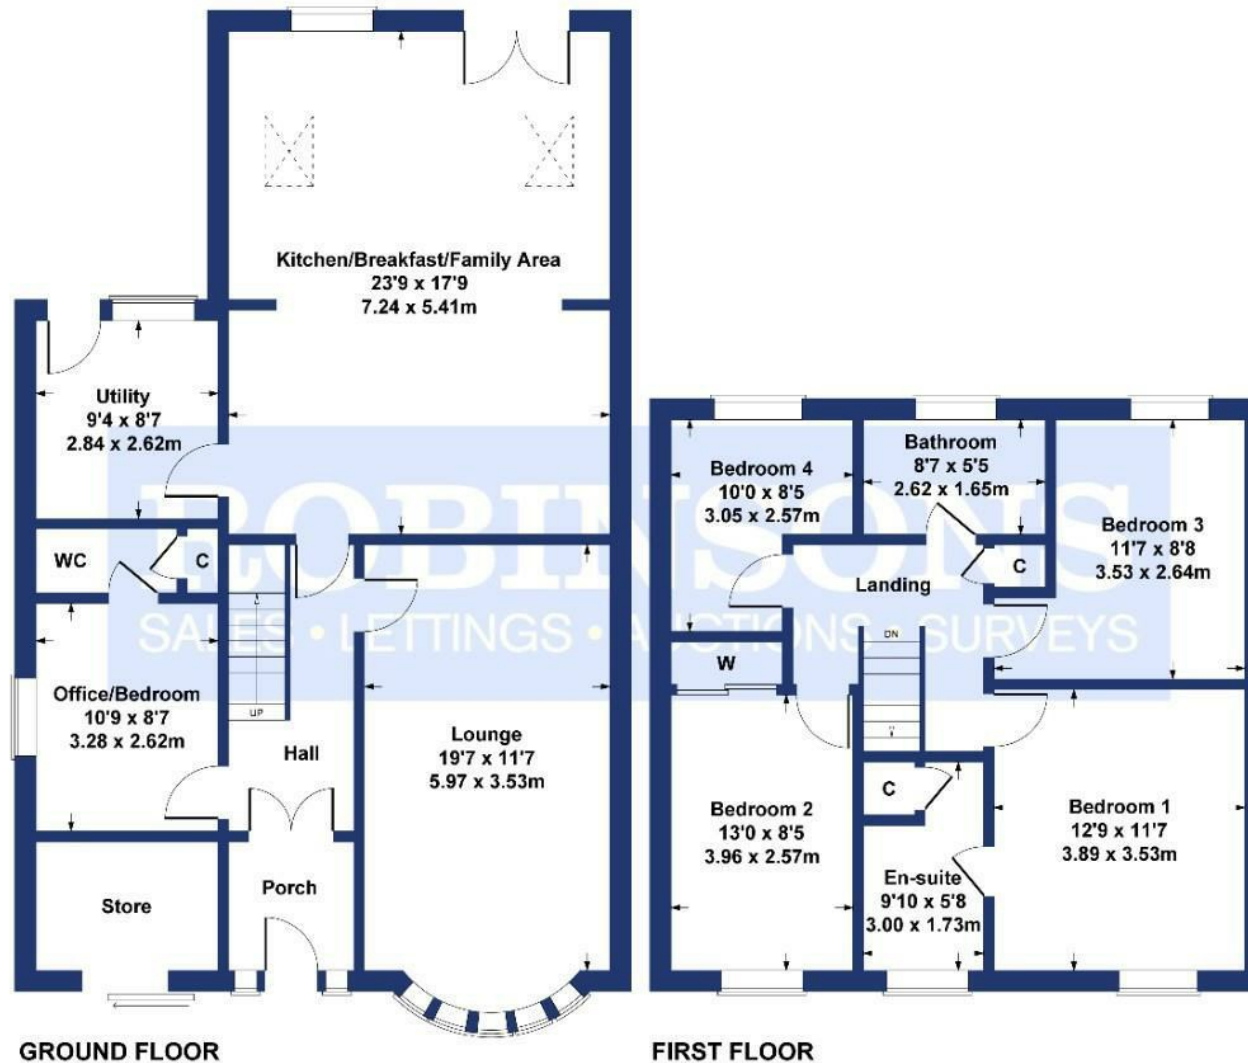 Kitchen/Breakfast/Family Area
23'9 x 17'9
7.24 x 5.41m
Utility
9'4 x 8'7
2.84 x 2.62m
WC
C
Office/Bedroom
10'9 x 8'7
3.28 x 2.62m
UP
Hall
Lounge
19'7 x 11'7
5.97 x 3.53m
Store
Porch
GROUND FLOOR
Bedroom 4
10'0 x 8'5
3.05 x 2.57m
Bathroom
8'7 x 5'5
2.62 x 1.65m
Bedroom 3
11'7 x 8'8
3.53 x 2.64m
Landing
C
DN
W
C
Bedroom 2
13'0 x 8'5
3.96 x 2.57m
En-suite
9'10 x 5'8
3.00 x 1.73m
Bedroom 1
12'9 x 11'7
3.89 x 3.53m
FIRST FLOOR
ROBINSONS
SALES • LETTINGS • AUCTIONS • SURVEYS